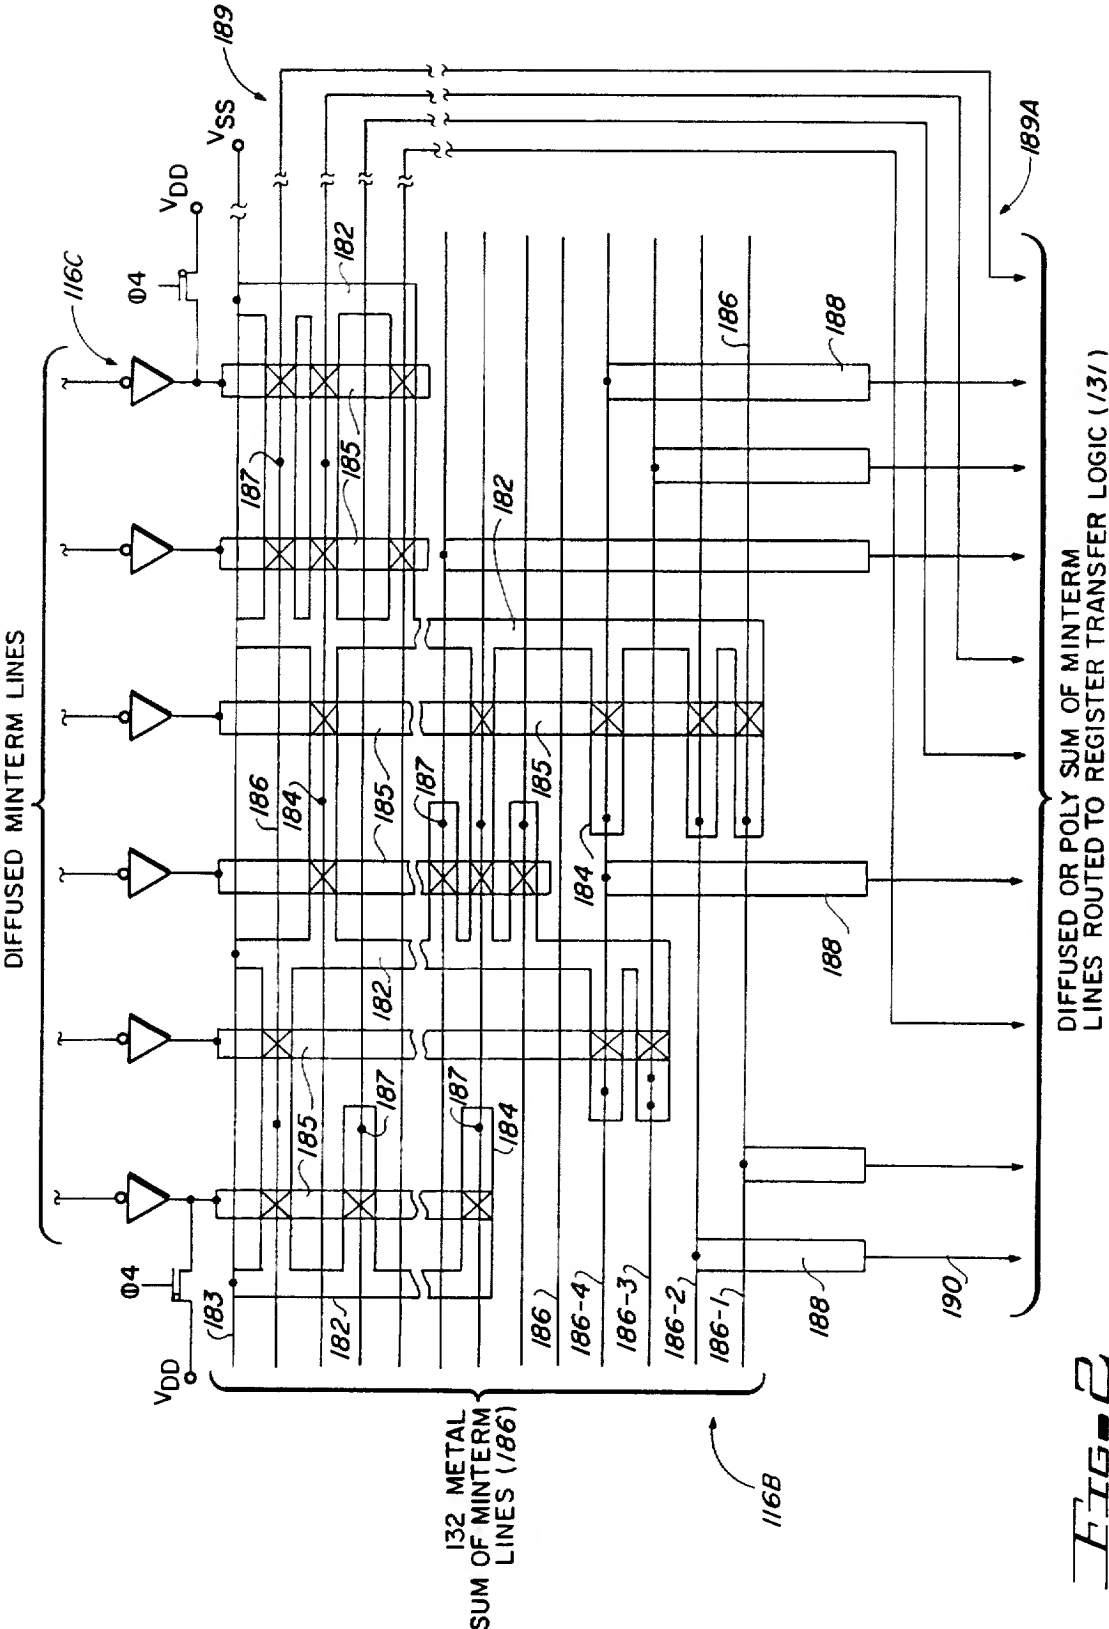 DIFFUSED MINTERM LINES
116C
Φ4
VDD
VSS
189
Φ4
VDD
183
182
185
187
187
184
182
186
184
185
187
185
184
182
187
185
182
186
188
188
188
190
186
186-4
186-3
186-2
186-1
132 METAL
SUM OF MINTERM
LINES (186)
116B
189A
DIFFUSED OR POLY SUM OF MINTERM
LINES ROUTED TO REGISTER TRANSFER LOGIC (131)
FIG-2